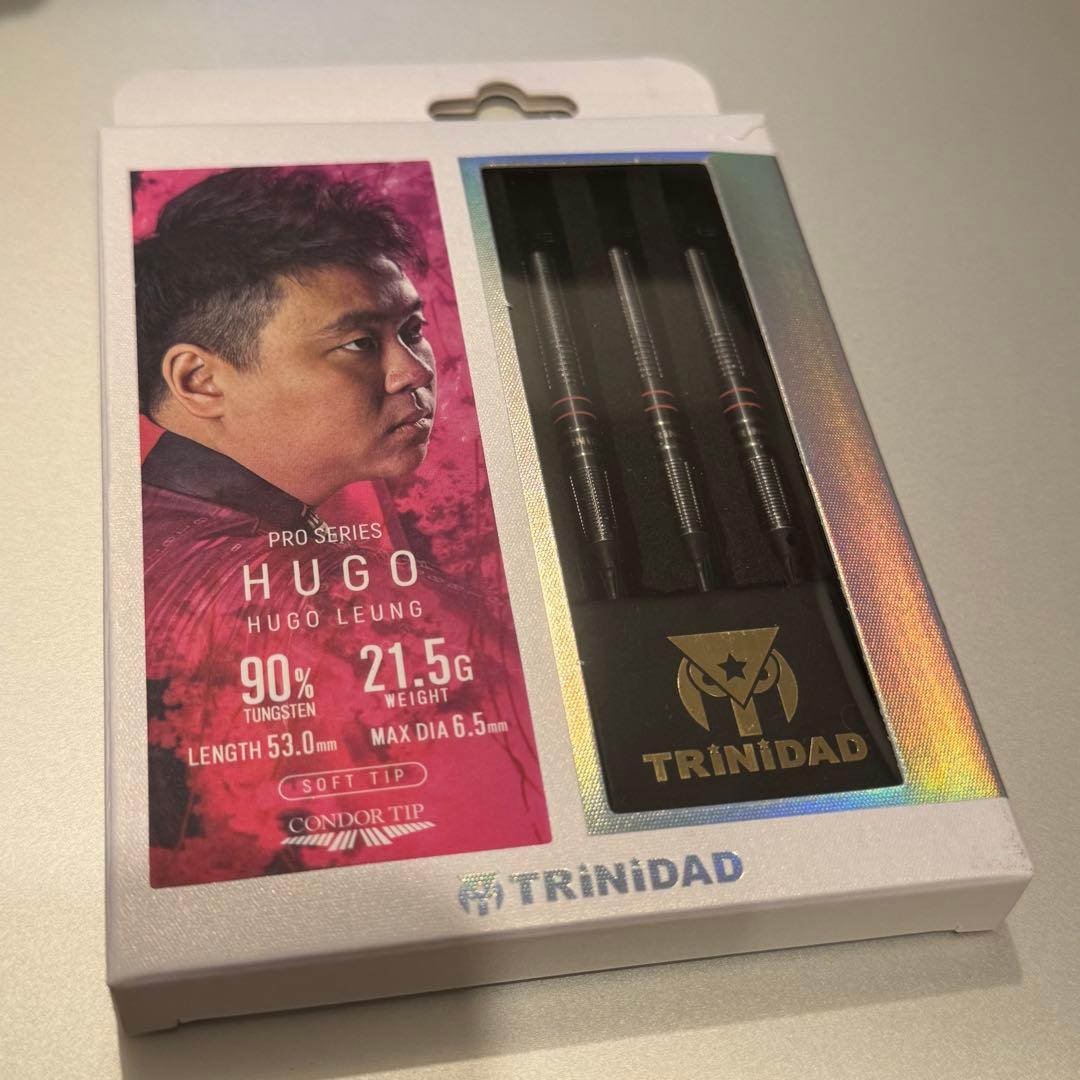 PRO SERIES
HUGO
HUGO LEUNG
90% TUNGSTEN
21.5G WEIGHT
LENGTH 53.0mm
MAX DIA 6.5mm
SOFT TIP
CONDOR TIP
TRiNiDAD
TRiNiDAD